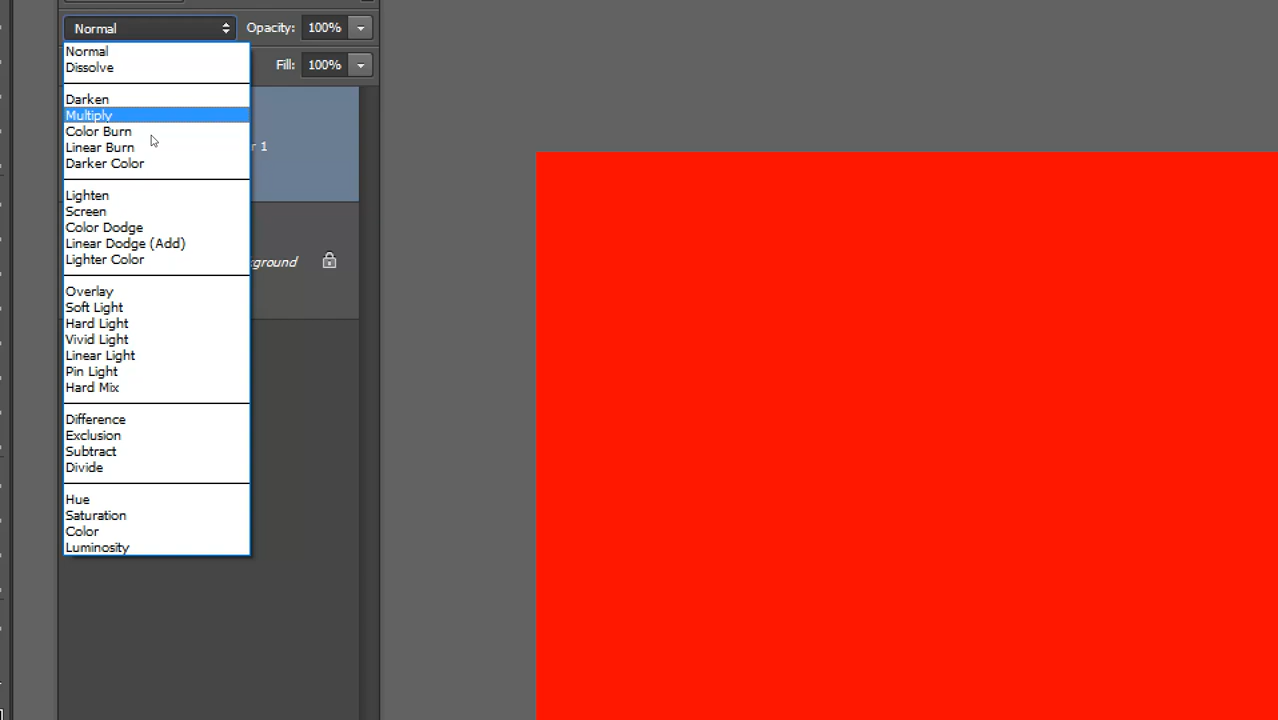 Normal Opacity: 100%
Normal Fill: 100%
Dissolve
Darken
Multiply
Color Burn
Linear Burn r 1
Darker Color
Lighten
Screen
Color Dodge
Linear Dodge (Add)
Lighter Color ground
Overlay
Soft Light
Hard Light
Vivid Light
Linear Light
Pin Light
Hard Mix
Difference
Exclusion
Subtract
Divide
Hue
Saturation
Color
Luminosity